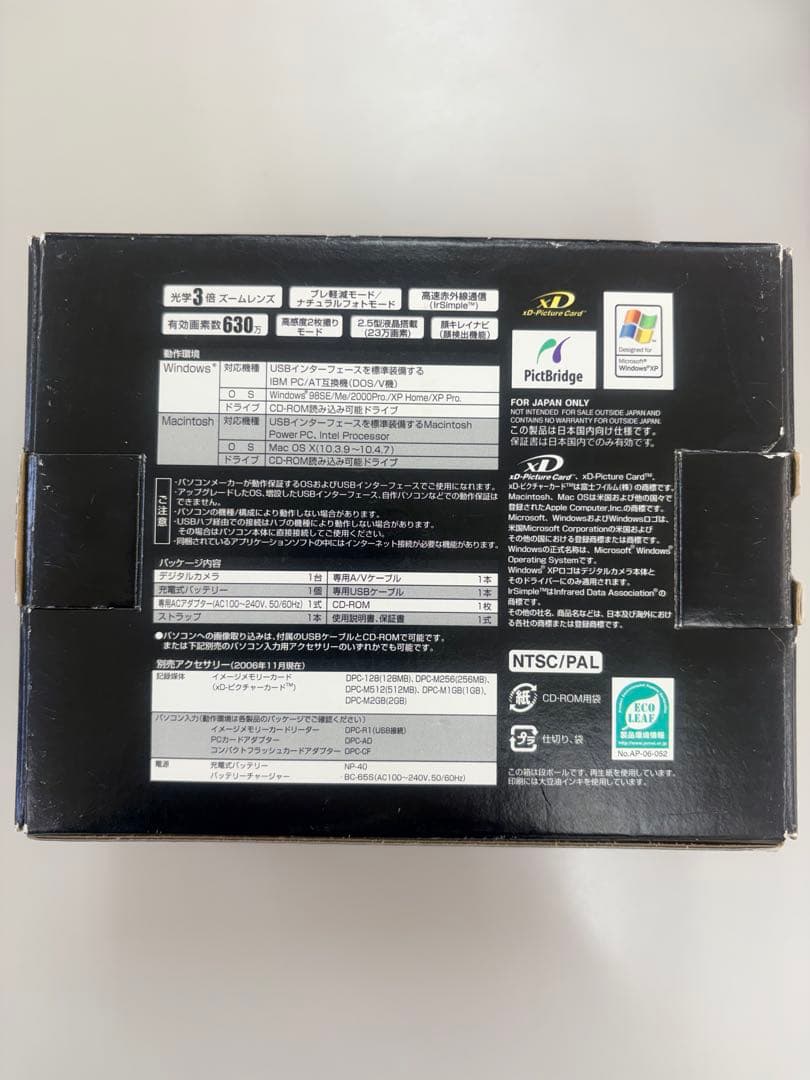 光学3倍 ズームレンズ
ブレ軽減モード/
ナチュラルフォトモード
高速赤外線通信
(IrSimple™)
有効画素数630万
高感度2枚撮り
モード
2.5型液晶搭載
(23万画素)
顔キレイナビ
(顔検出機能)
動作環境
Windows® 対応機種 USBインターフェースを標準装備する
IBM PC/AT互換機(DOS/V機)
O S Windows®98SE/Me/2000Pro./XP Home/XP Pro.
ドライブ CD-ROM読み込み可能ドライブ
Macintosh 対応機種 USBインターフェースを標準装備するMacintosh
Power PC, Intel Processor
O S Mac OS X(10.3.9~10.4.7)
ドライブ CD-ROM読み込み可能ドライブ
ご注意
・パソコンメーカーが動作保証するOSおよびUSBインターフェースでご使用になれます。
・アップグレードしたOS、増設したUSBインターフェース、自作パソコンなどでの動作保証は
できません。
・パソコンの機種/構成により動作しない場合があります。
・USBハブ経由での接続はハブの機種により動作しない場合があります。
その場合はパソコン本体に直接接続してご使用ください。
・同梱されているアプリケーションソフトの中にはインターネット接続が必要な機能があります。
パッケージ内容
デジタルカメラ 1台 専用A/Vケーブル 1本
充電式バッテリー 1個 専用USBケーブル 1本
専用ACアダプター(AC100~240V, 50/60Hz) 1式 CD-ROM 1枚
ストラップ 1本 使用説明書、保証書 1式
●パソコンへの画像取り込みは、付属のUSBケーブルとCD-ROMで可能です。
または下記別売のパソコン入力用アクセサリーのいずれかでも可能です。
別売アクセサリー(2006年11月現在)
記録媒体 イメージメモリーカード DPC-128(128MB)、DPC-M256(256MB)、
(xD-ピクチャーカード™) DPC-M512(512MB)、DPC-M1GB(1GB)、
DPC-M2GB(2GB)
パソコン入力(動作環境は各製品のパッケージでご確認ください)
イメージメモリーカードリーダー DPC-R1(USB接続)
PCカードアダプター DPC-AD
コンパクトフラッシュカードアダプター DPC-CF
電源 充電式バッテリー NP-40
バッテリーチャージャー BC-65S(AC100~240V, 50/60Hz)
xD
xD-Picture Card™
PictBridge
Designed for
Microsoft®
Windows®XP
FOR JAPAN ONLY
NOT INTENDED FOR SALE OUTSIDE JAPAN AND
CONTAINS NO WARRANTY FOR OUTSIDE JAPAN.
この製品は日本国内向け仕様です。
保証書は日本国内でのみ有効です。
xD
xD-Picture Card™、xD-Picture Card™、
xD-ピクチャーカード™は富士フイルム(株)の商標です。
Macintosh、Mac OSは米国および他の国々で
登録されたApple Computer,Inc.の商標です。
Microsoft、WindowsおよびWindowsロゴは、
米国Microsoft Corporationの米国および
その他の国における登録商標または商標です。
Windowsの正式名称は、Microsoft® Windows®
Operating Systemです。
Windows® XPロゴはデジタルカメラ本体と
そのドライバーにのみ適用されます。
IrSimple™はInfrared Data Association®の
商標です。
その他の社名、商品名などは、日本及び海外におけ
る各社の商標または登録商標です。
NTSC/PAL
紙 CD-ROM用袋
プラ 仕切り、袋
ECO
LEAF
製品環境情報
http://www.jemai.or.jp
No.AP-06-052
この箱は段ボールです。再生紙を使用しています。
印刷には大豆油インキを使用しています。